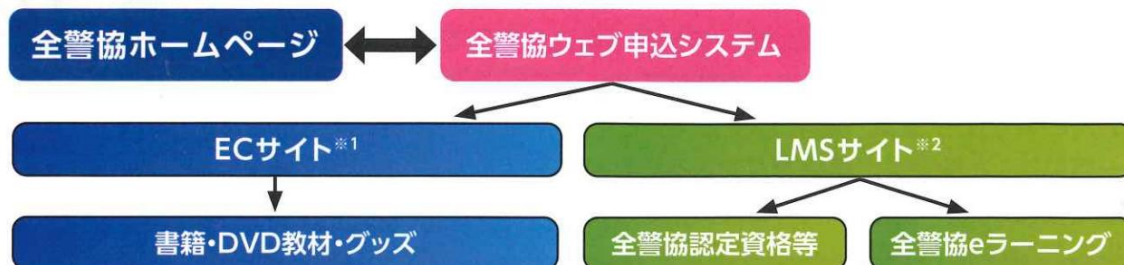 全警協ホームページ
全警協ウェブ申込システム
ECサイト※1
LMSサイト※2
書籍・DVD教材・グッズ
全警協認定資格等
全警協eラーニング